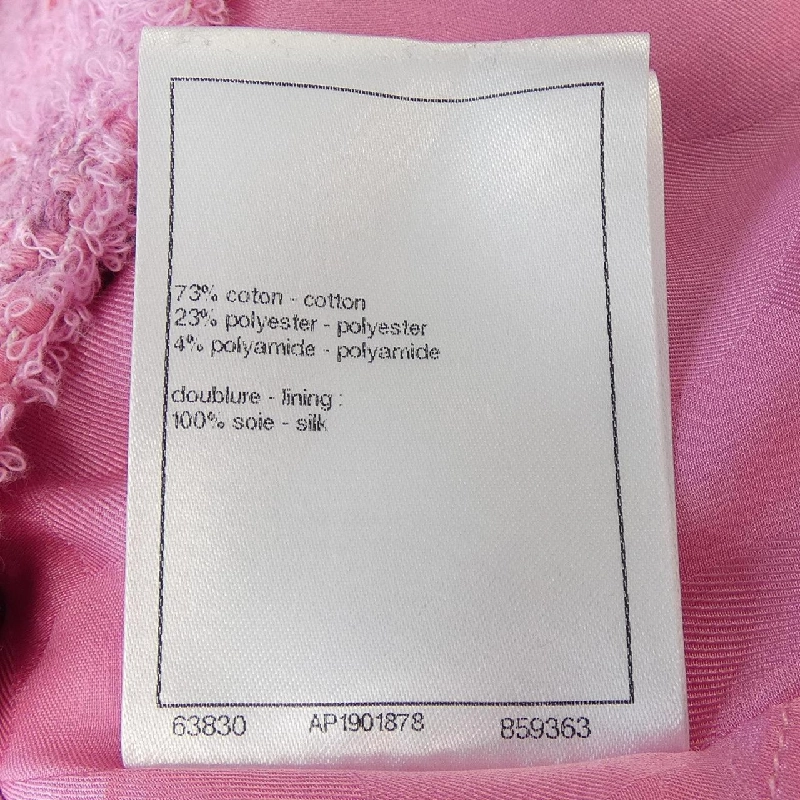 73% coton - cotton
23% polyester - polyester
4% polyamide - polyamide
doublure - lining :
100% soie - silk
63830 AP1901878 859363